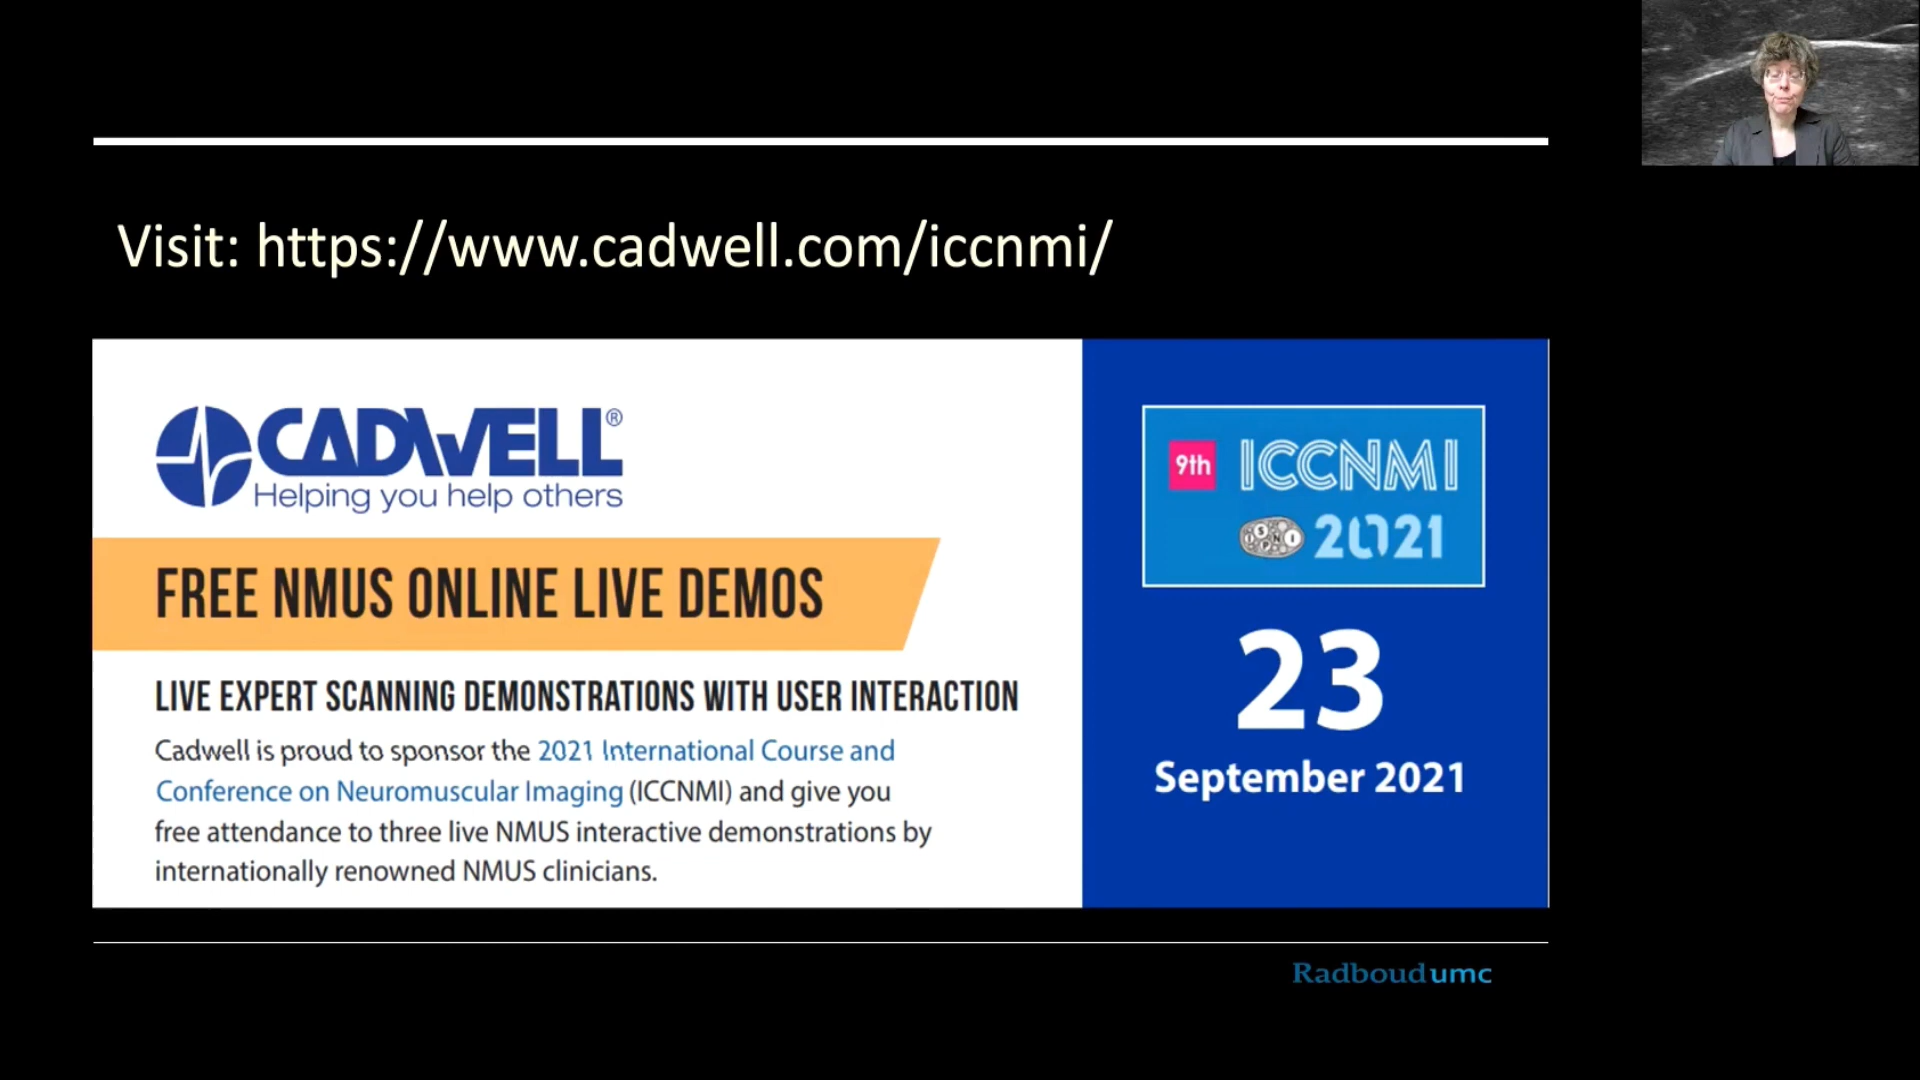 Visit: https://www.cadwell.com/iccnmi/
CADWELL®
Helping you help others
FREE NMUS ONLINE LIVE DEMOS
LIVE EXPERT SCANNING DEMONSTRATIONS WITH USER INTERACTION
Cadwell is proud to sponsor the 2021 International Course and
Conference on Neuromuscular Imaging (ICCNMI) and give you
free attendance to three live NMUS interactive demonstrations by
internationally renowned NMUS clinicians.
9th ICCNMI
ISPNI 2021
23
September 2021
Radboudumc